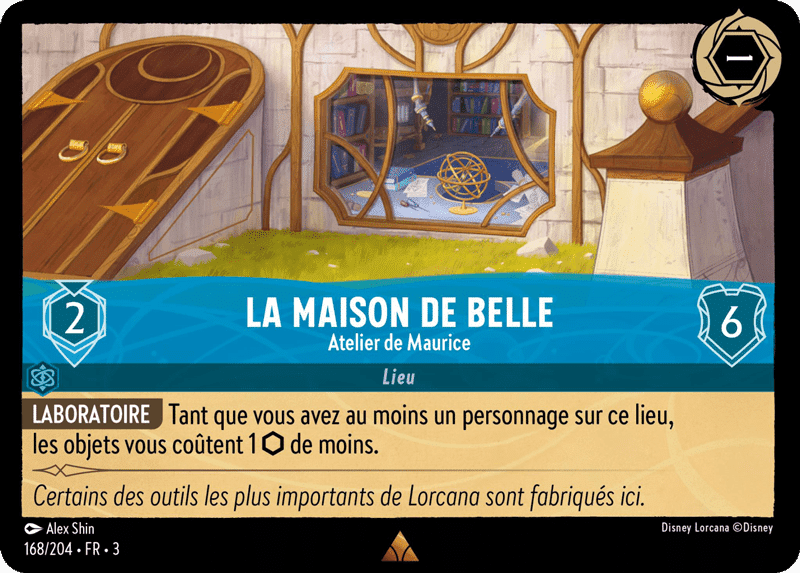 1
2
LA MAISON DE BELLE
Atelier de Maurice
6
Lieu
LABORATOIRE Tant que vous avez au moins un personnage sur ce lieu,
les objets vous coûtent 1 de moins.
Certains des outils les plus importants de Lorcana sont fabriqués ici.
Alex Shin
Disney Lorcana ©Disney
168/204 • FR • 3